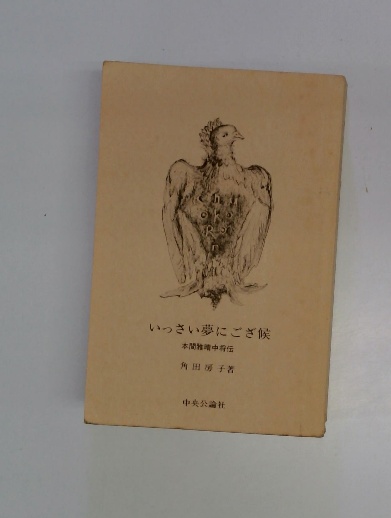 いっさい夢にござ候
本間雅晴中将伝
角田房子著
中央公論社